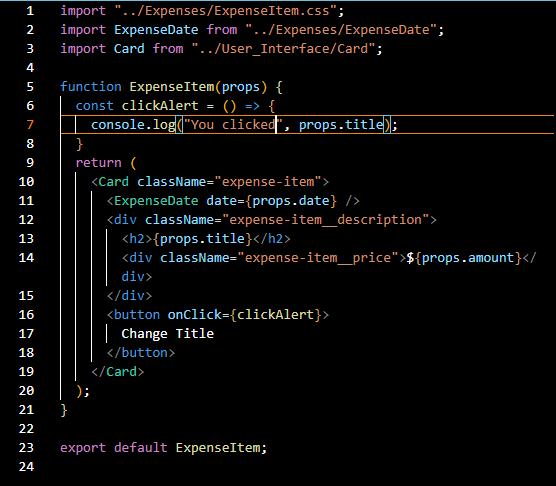 1 import "../Expenses/ExpenseItem.css";
2 import ExpenseDate from "../Expenses/ExpenseDate";
3 import Card from "../User_Interface/Card";
4
5 function ExpenseItem(props) {
6 const clickAlert = () => {
7 console.log("You clicked", props.title);
8 }
9 return (
10 <Card className="expense-item">
11 <ExpenseDate date={props.date} />
12 <div className="expense-item__description">
13 <h2>{props.title}</h2>
14 <div className="expense-item__price">${props.amount}</
div>
15 </div>
16 <button onClick={clickAlert}>
17 Change Title
18 </button>
19 </Card>
20 );
21 }
22
23 export default ExpenseItem;
24